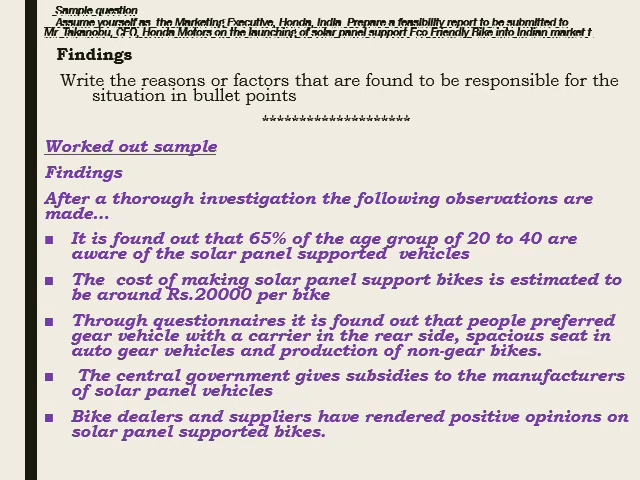 Sample question
Assume yourself as the Marketing Executive, Honda, India Prepare a feasibility report to be submitted to
Mr Takanobu, CEO, Honda Motors on the launching of solar panel support Eco Friendly Bike into Indian market t
Findings
Write the reasons or factors that are found to be responsible for the
situation in bullet points
********************
Worked out sample
Findings
After a thorough investigation the following observations are
made...
▪ It is found out that 65% of the age group of 20 to 40 are
aware of the solar panel supported vehicles
▪ The cost of making solar panel support bikes is estimated to
be around Rs.20000 per bike
▪ Through questionnaires it is found out that people preferred
gear vehicle with a carrier in the rear side, spacious seat in
auto gear vehicles and production of non-gear bikes.
▪ The central government gives subsidies to the manufacturers
of solar panel vehicles
▪ Bike dealers and suppliers have rendered positive opinions on
solar panel supported bikes.